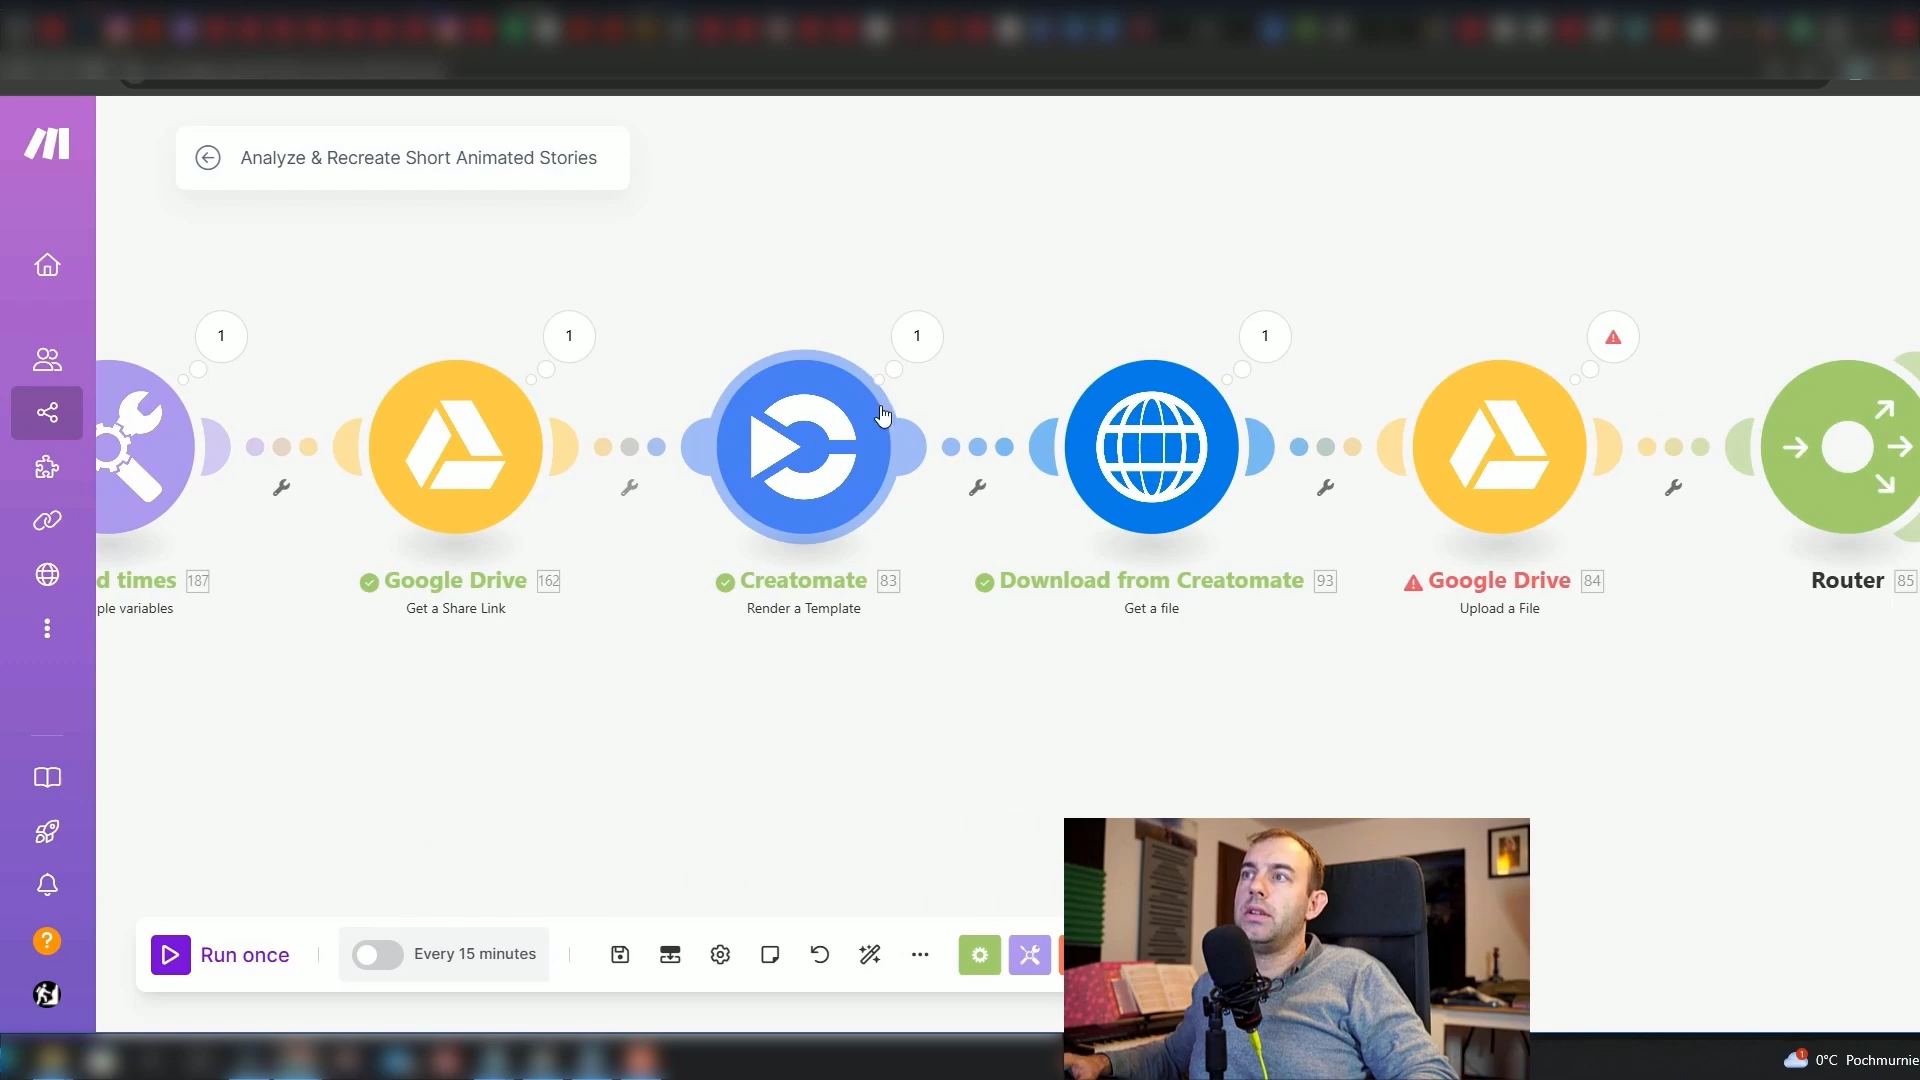 Analyze & Recreate Short Animated Stories
1
1
1
1
d times 187
ple variables
Google Drive 162
Get a Share Link
Creatomate 83
Render a Template
Download from Creatomate 93
Get a file
Google Drive 84
Upload a File
Router 85
Run once
Every 15 minutes
?
1
0°C Pochmurnie